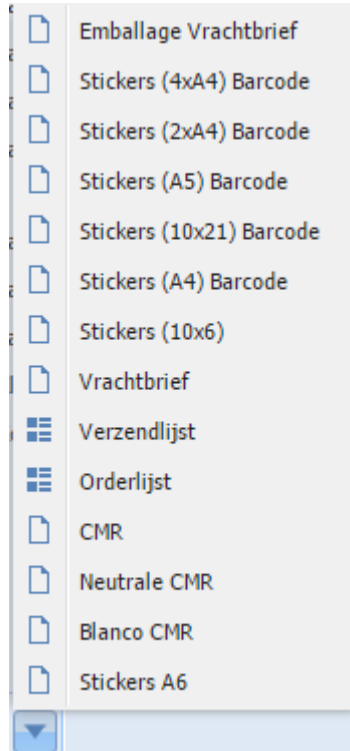 Emballage Vrachtbrief
Stickers (4xA4) Barcode
Stickers (2xA4) Barcode
Stickers (A5) Barcode
Stickers (10x21) Barcode
Stickers (A4) Barcode
Stickers (10x6)
Vrachtbrief
Verzendlijst
Orderlijst
CMR
Neutrale CMR
Blanco CMR
Stickers A6